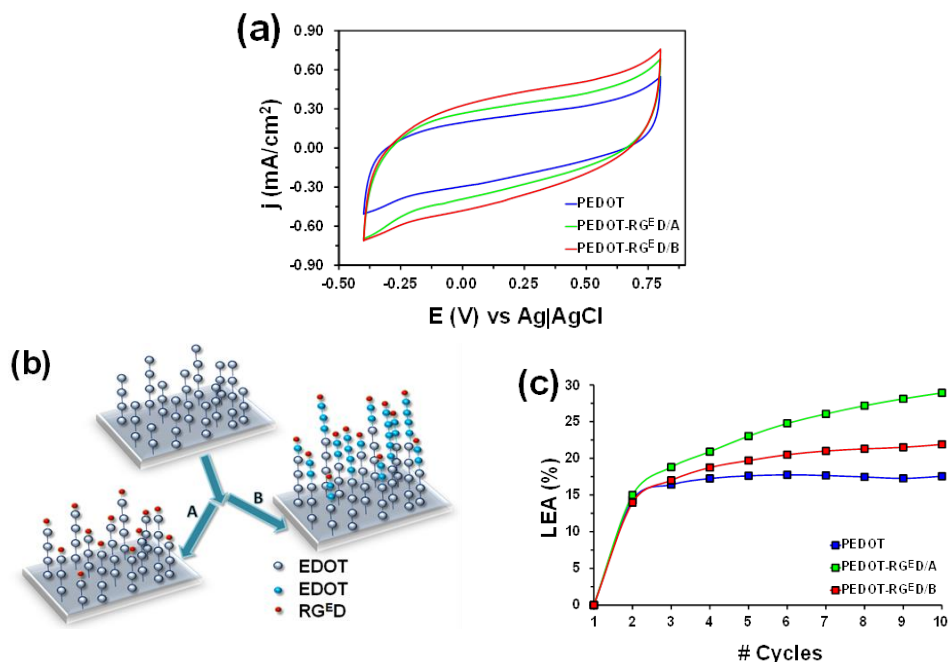 (a)
0.90
0.60
0.30
0.00
-0.30
-0.60
-0.90
j (mA/cm²)
PEDOT
PEDOT-RGᴱD/A
PEDOT-RGᴱD/B
-0.50 -0.25 0.00 0.25 0.50 0.75
E (V) vs Ag|AgCl
(b)
A
B
EDOT
EDOT
RGᴱD
(c)
30
25
20
15
10
5
0
LEA (%)
PEDOT
PEDOT-RGᴱD/A
PEDOT-RGᴱD/B
1 2 3 4 5 6 7 8 9 10
# Cycles